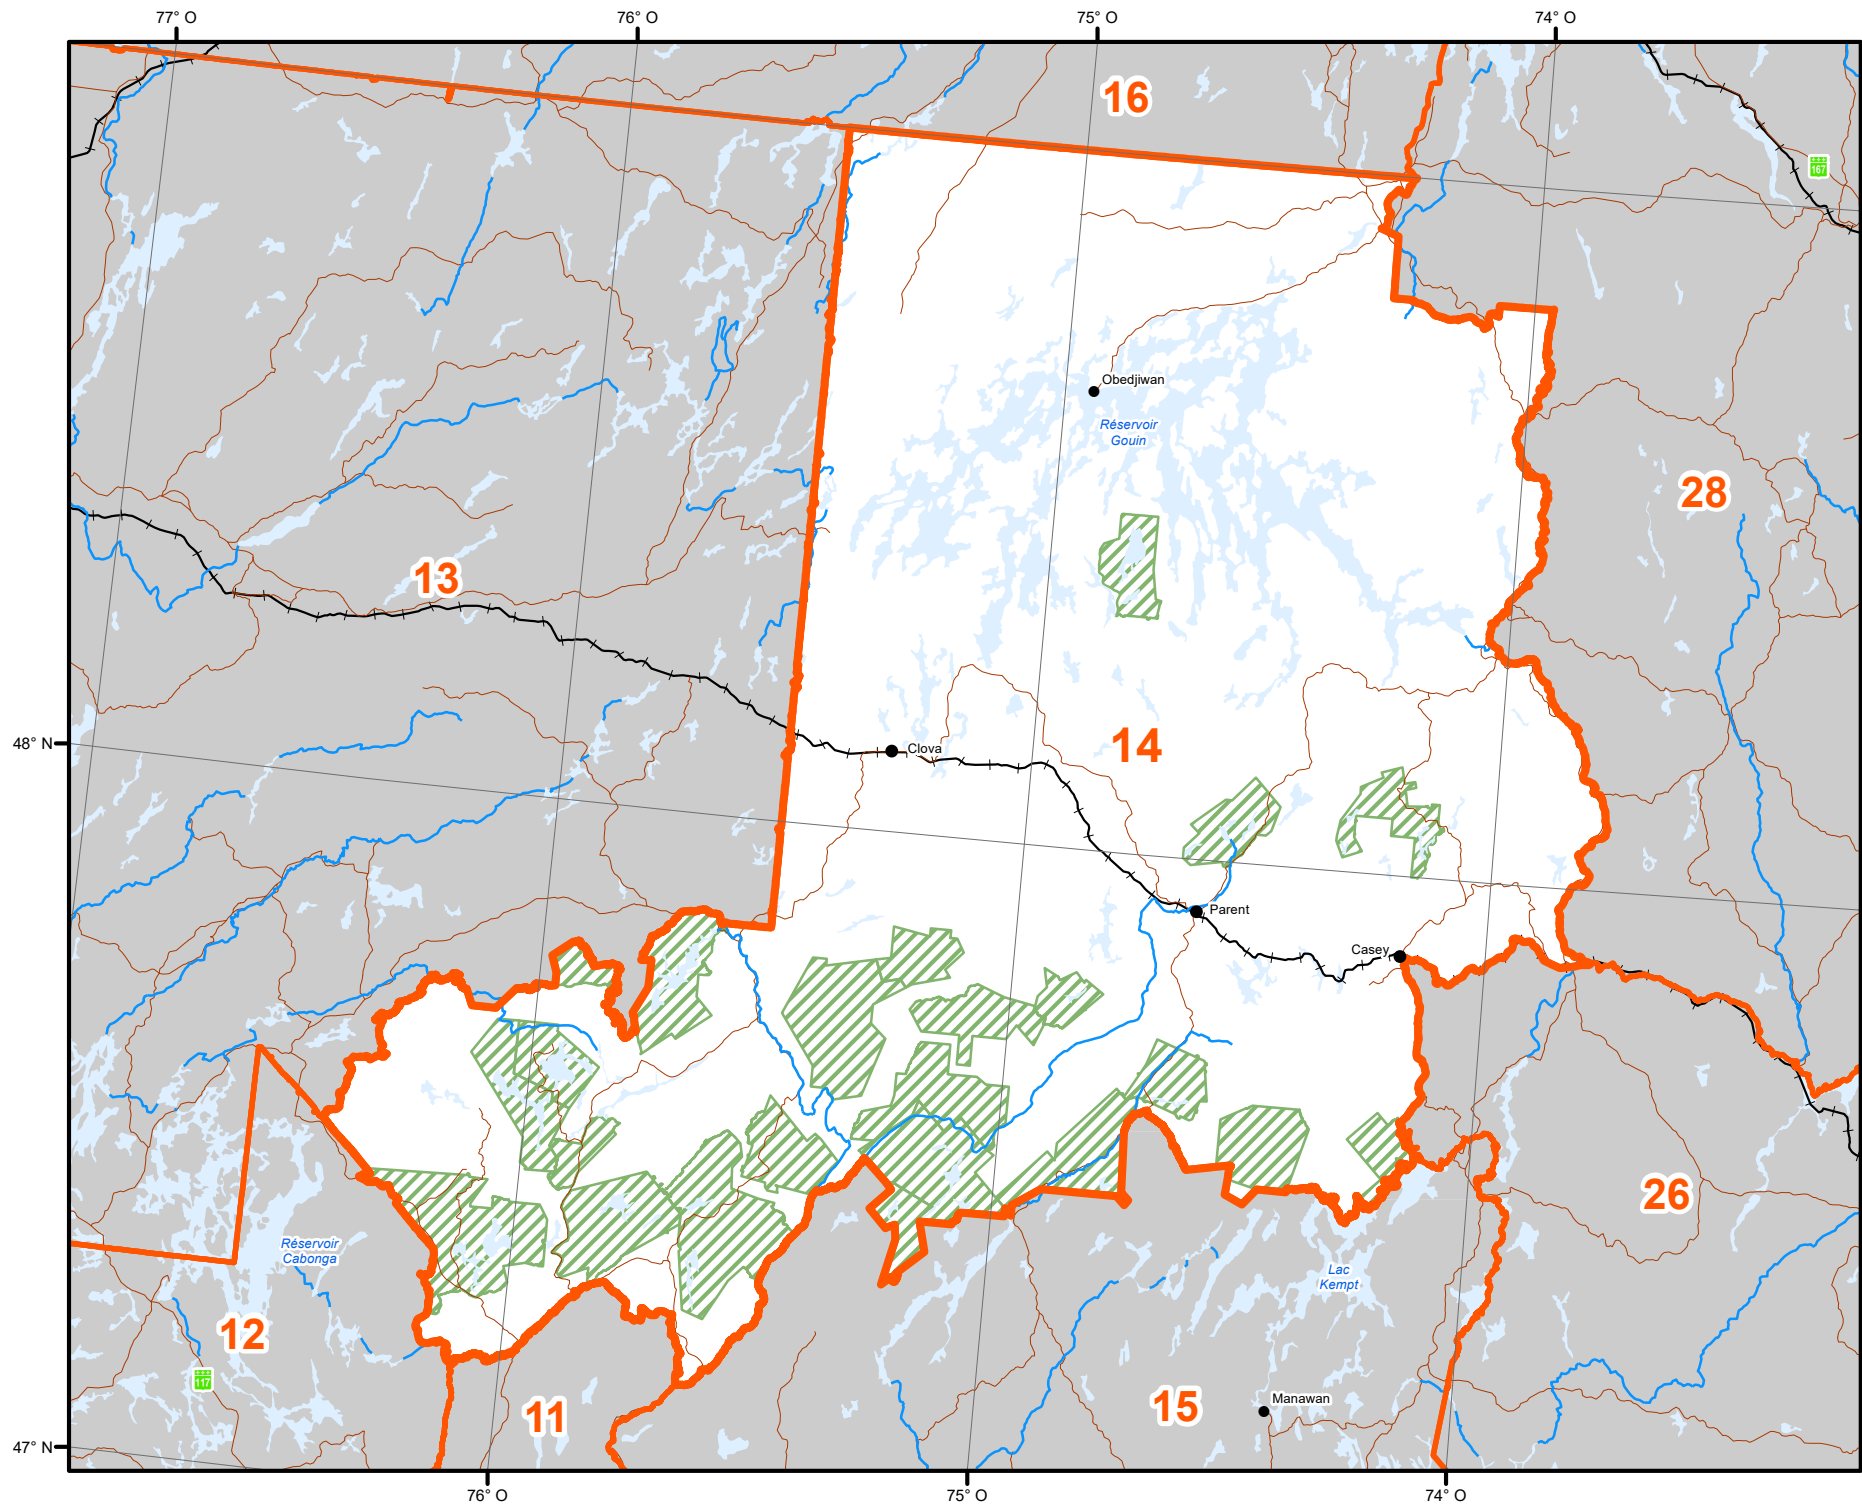 77° O
76° O
75° O
74° O
16
167
Obedjiwan
Réservoir
Gouin
28
13
48° N
Clova
14
Parent
Casey
26
Réservoir
Cabonga
Lac
Kempt
12
117
11
15
Manawan
47° N
76° O
75° O
74° O